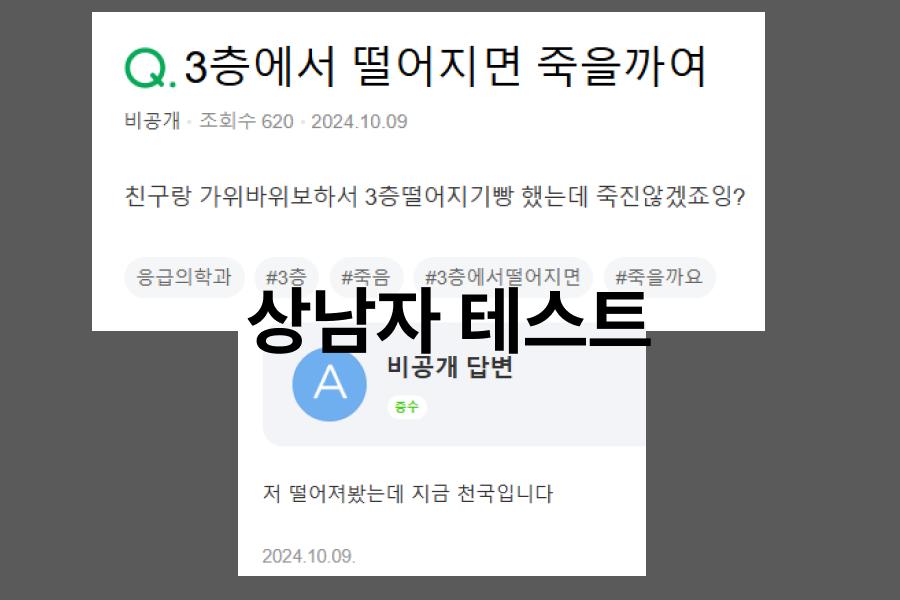 Q. 3층에서 떨어지면 죽을까여
비공개 · 조회수 620 · 2024.10.09
친구랑 가위바위보하서 3층떨어지기빵 했는데 죽진않겠죠잉?
응급의학과 #3층 #죽음 #3층에서떨어지면 #죽을까요
상남자 테스트
A 비공개 답변
중수
저 떨어져봤는데 지금 천국입니다
2024.10.09.